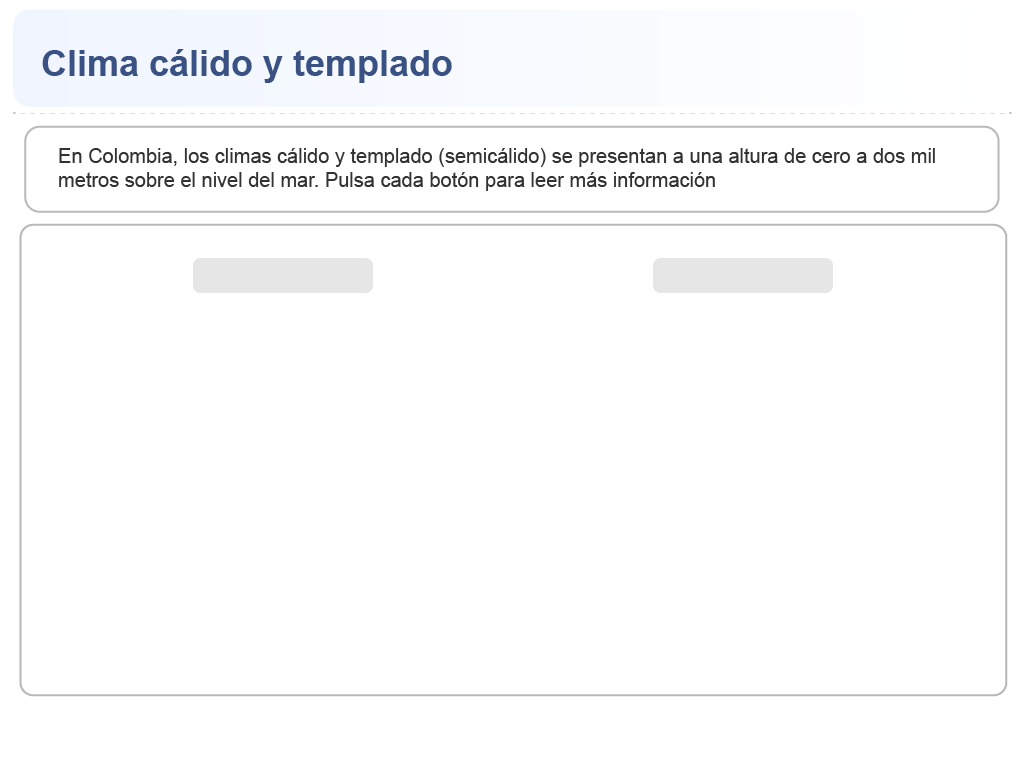 Clima cálido y templado
En Colombia, los climas cálido y templado (semicálido) se presentan a una altura de cero a dos mil
metros sobre el nivel del mar. Pulsa cada botón para leer más información